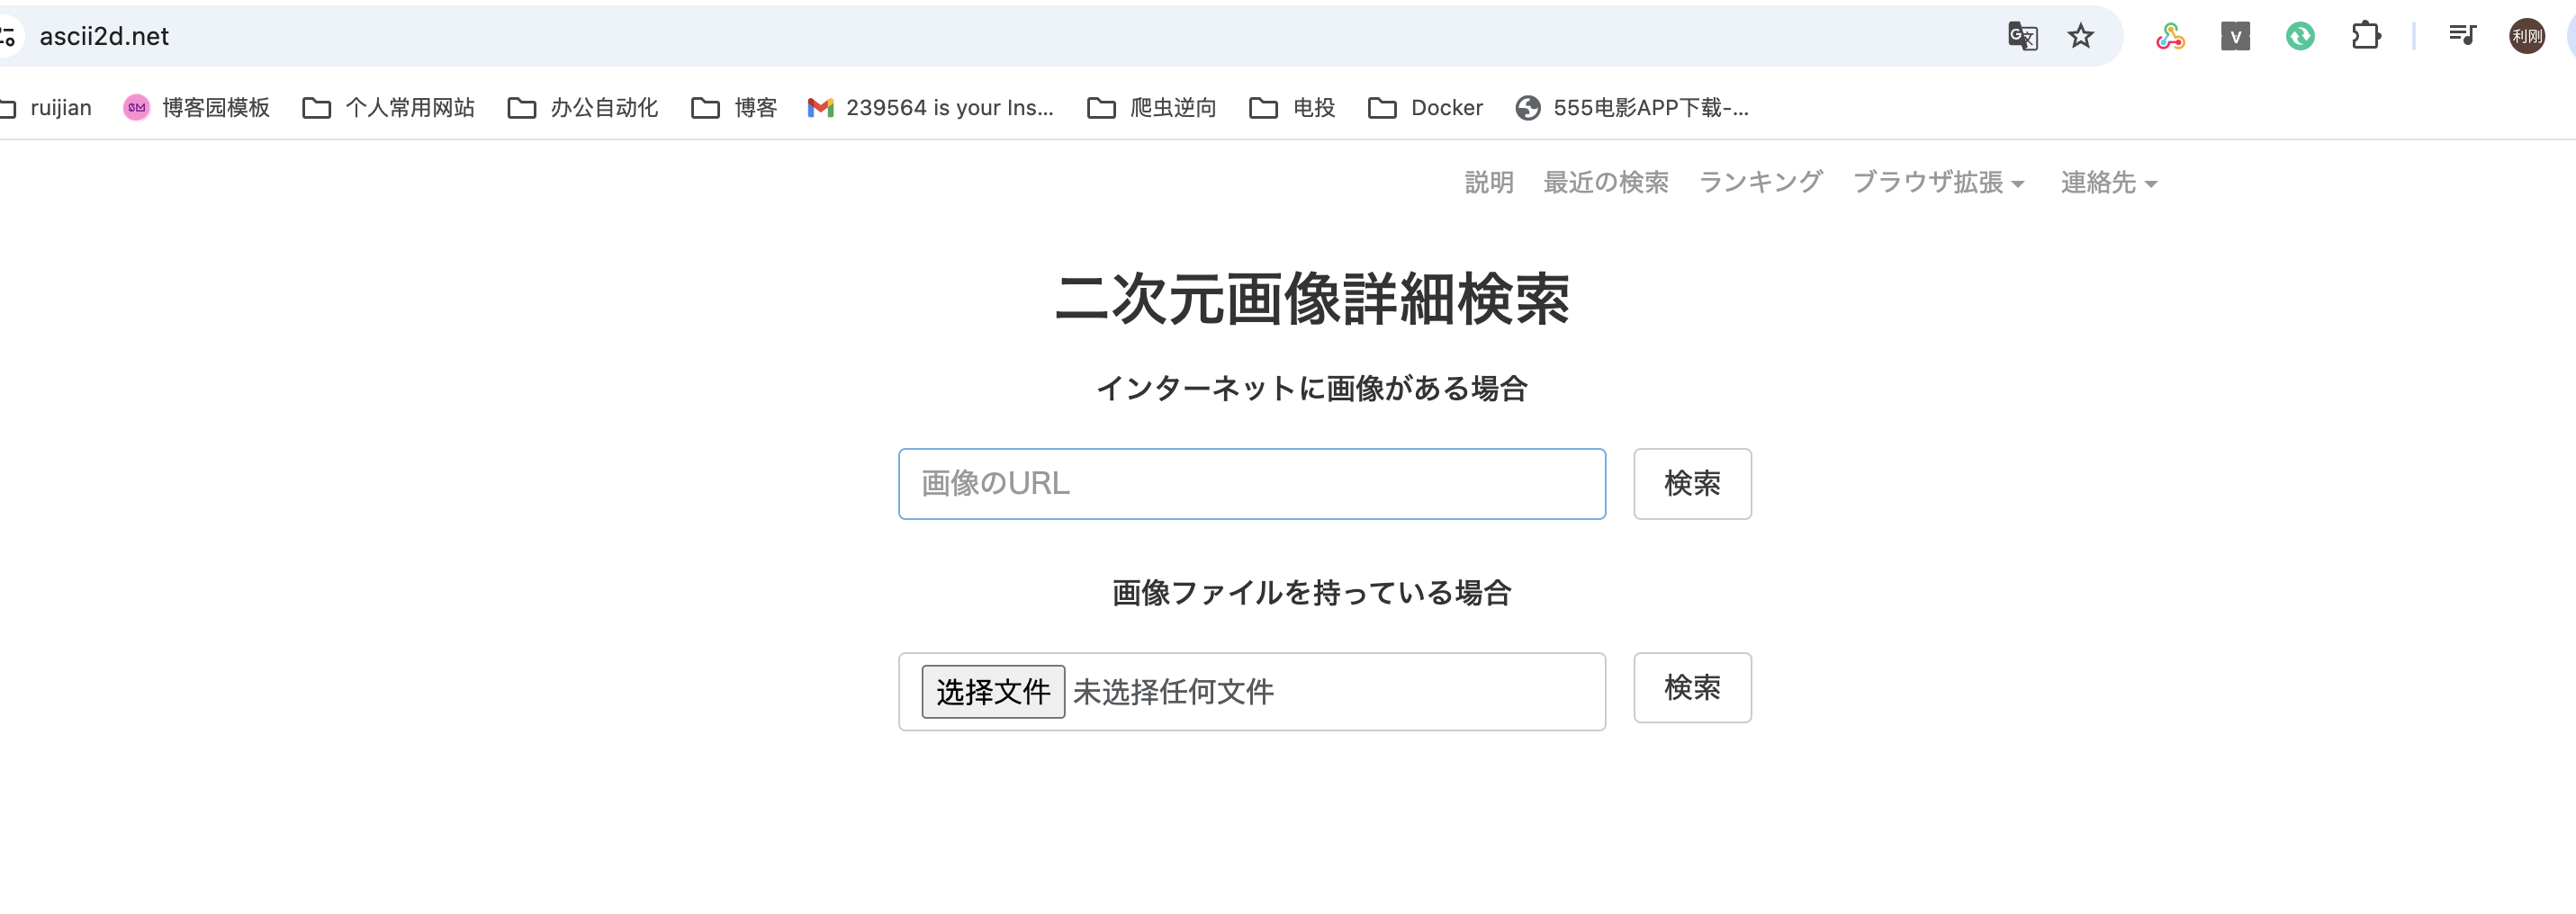 ascii2d.net
利刚
ruijian SM 博客园模板 个人常用网站 办公自动化 博客 239564 is your Ins... 爬虫逆向 电投 Docker 555电影APP下载-...
説明 最近の検索 ランキング ブラウザ拡張 連絡先
二次元画像詳細検索
インターネットに画像がある場合
画像のURL 検索
画像ファイルを持っている場合
选择文件 未选择任何文件 検索